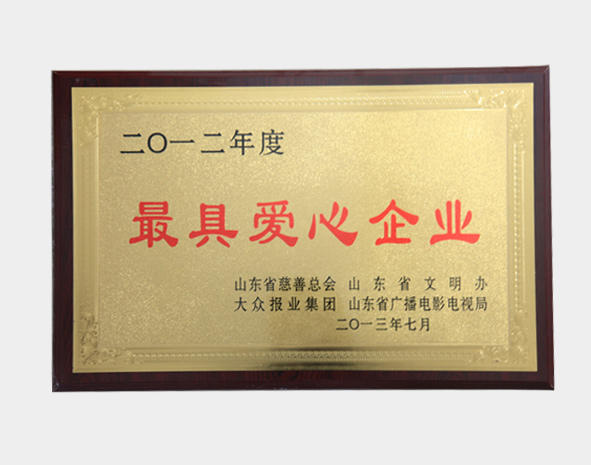 二〇一二年度
最具爱心企业
山东省慈善总会 山东省文明办
大众报业集团 山东省广播电影电视局
二〇一三年七月